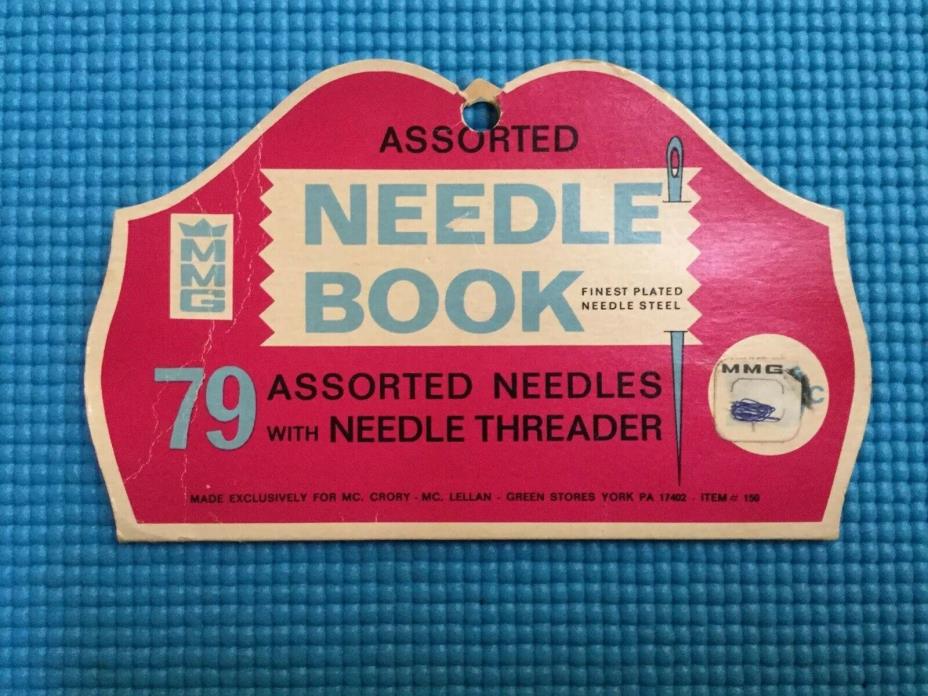 ASSORTED
NEEDLE
BOOK
FINEST PLATED
NEEDLE STEEL
M
M
G
79 ASSORTED NEEDLES
WITH NEEDLE THREADER
MMG
C
MADE EXCLUSIVELY FOR MC. CRORY - MC. LELLAN - GREEN STORES YORK PA 17402 - ITEM # 150